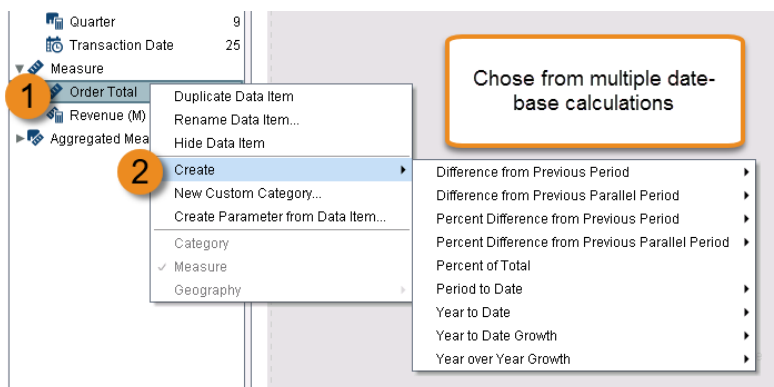 Quarter 9
Transaction Date 25
Measure
1 Order Total
Revenue (M)
Aggregated Mea
Duplicate Data Item
Rename Data Item...
Hide Data Item
2 Create
New Custom Category...
Create Parameter from Data Item...
Category
Measure
Geography
Chose from multiple date-
base calculations
Difference from Previous Period
Difference from Previous Parallel Period
Percent Difference from Previous Period
Percent Difference from Previous Parallel Period
Percent of Total
Period to Date
Year to Date
Year to Date Growth
Year over Year Growth